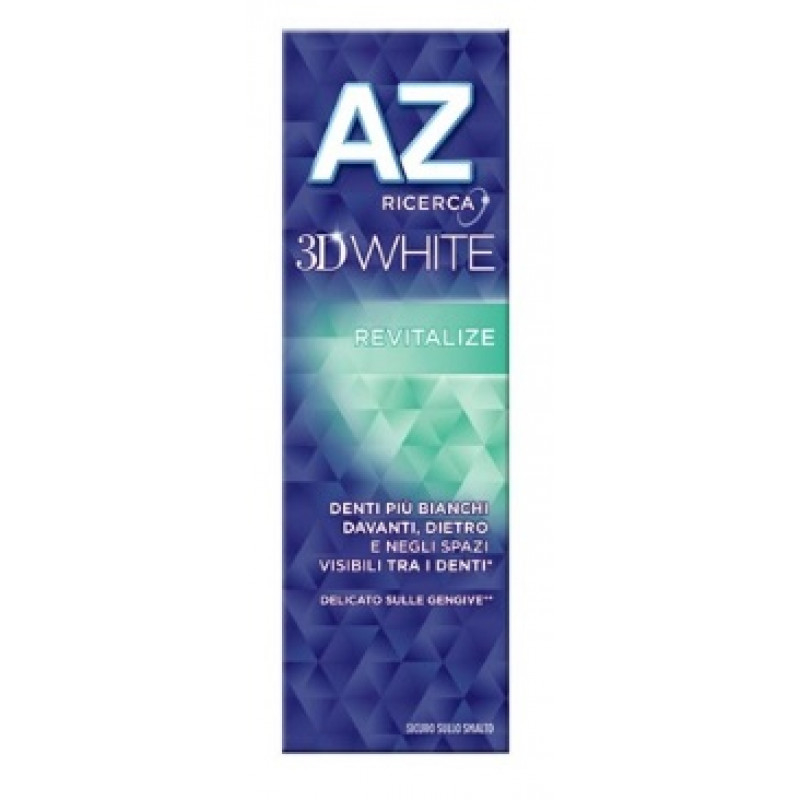 AZ
RICERCA
3D WHITE
REVITALIZE
DENTI PIÙ BIANCHI
DAVANTI, DIETRO
E NEGLI SPAZI
VISIBILI TRA I DENTI*
DELICATO SULLE GENGIVE**
SICURO SULLO SMALTO